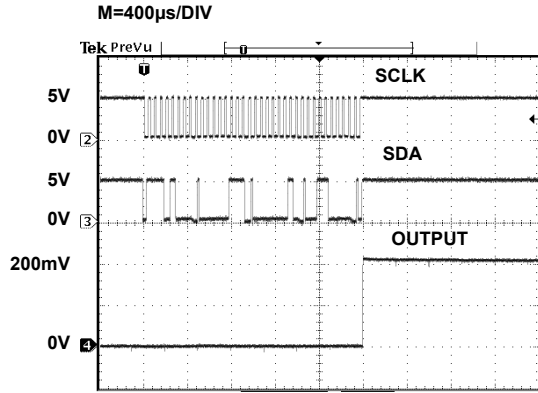 M=400µs/DIV
Tek PreVu
T
T
SCLK
5V
0V
2
SDA
5V
0V
3
OUTPUT
200mV
0V
4